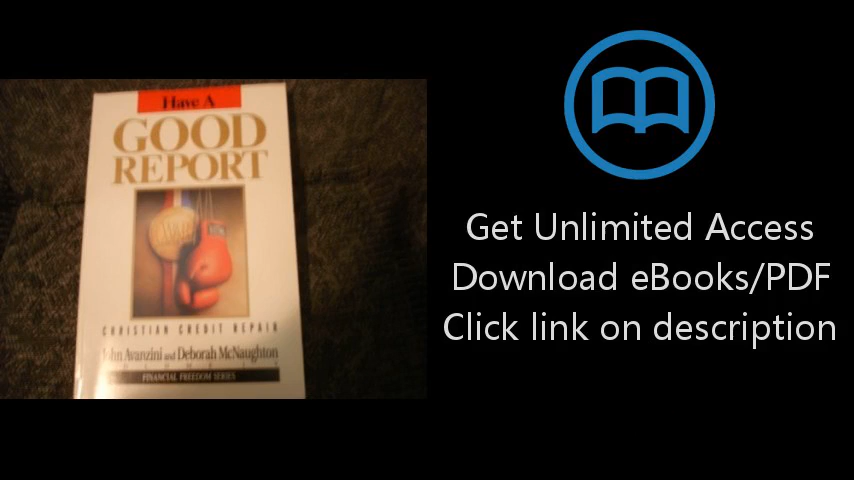 Have A
GOOD
REPORT
CHRISTIAN CREDIT REPAIR
John Avanzini and Deborah McNaughton
FINANCIAL FREEDOM SERIES
Get Unlimited Access
Download eBooks/PDF
Click link on description